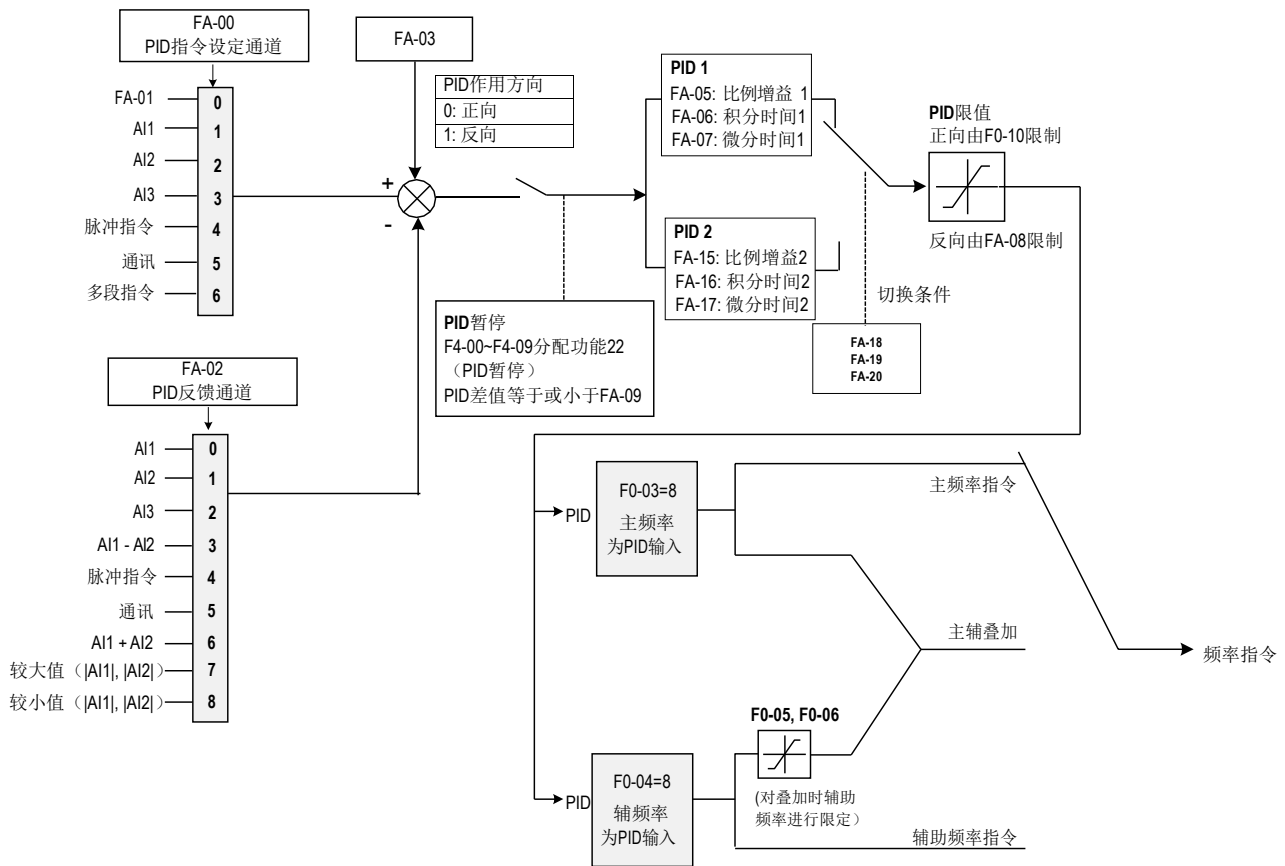 FA-00
PID指令设定通道
FA-01
AI1
AI2
AI3
脉冲指令
通讯
多段指令
0
1
2
3
4
5
6
FA-03
PID作用方向
0: 正向
1: 反向
+
-
PID 1
FA-05: 比例增益 1
FA-06: 积分时间1
FA-07: 微分时间1
PID 2
FA-15: 比例增益2
FA-16: 积分时间2
FA-17: 微分时间2
PID限值
正向由F0-10限制
反向由FA-08限制
切换条件
FA-18
FA-19
FA-20
PID暂停
F4-00~F4-09分配功能22
（PID暂停）
PID差值等于或小于FA-09
FA-02
PID反馈通道
AI1
AI2
AI3
AI1 - AI2
脉冲指令
通讯
AI1 + AI2
较大值（|AI1|, |AI2|）
较小值（|AI1|, |AI2|）
0
1
2
3
4
5
6
7
8
PID
F0-03=8
主频率
为PID输入
主频率指令
主辅叠加
频率指令
F0-05, F0-06
(对叠加时辅助
频率进行限定）
PID
F0-04=8
辅频率
为PID输入
辅助频率指令